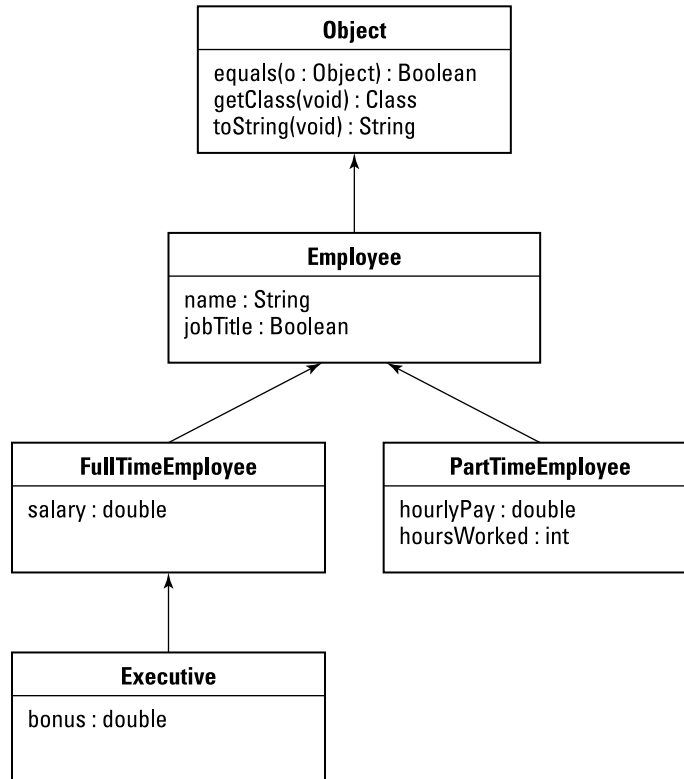 Object
equals(o : Object) : Boolean
getClass(void) : Class
toString(void) : String
Employee
name : String
jobTitle : Boolean
FullTimeEmployee
salary : double
PartTimeEmployee
hourlyPay : double
hoursWorked : int
Executive
bonus : double